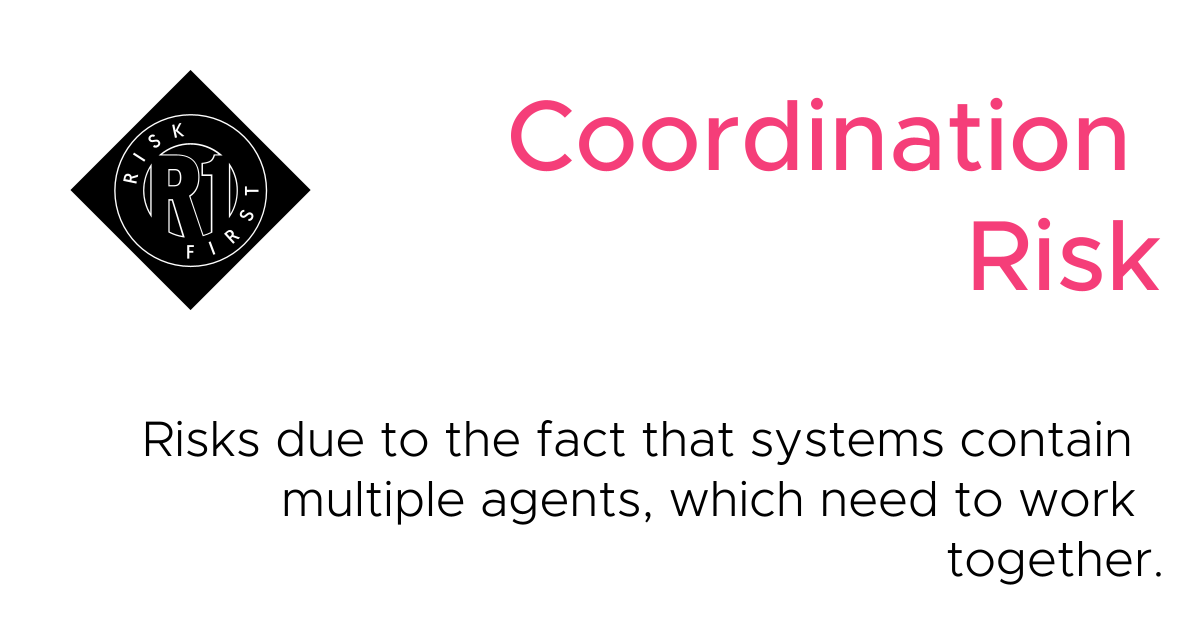 RISK
R1
FIRST
Coordination
Risk
Risks due to the fact that systems contain
multiple agents, which need to work
together.